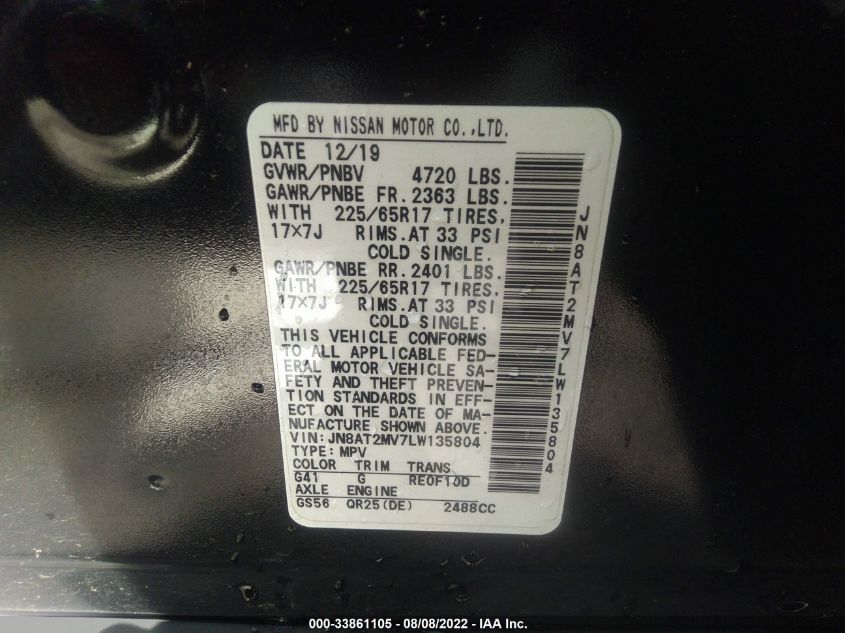 MFD BY NISSAN MOTOR CO.,LTD.
DATE 12/19
GVWR/PNBV 4720 LBS.
GAWR/PNBE FR. 2363 LBS.
WITH 225/65R17 TIRES,
17×7J RIMS.AT 33 PSI
COLD SINGLE.
GAWR/PNBE RR. 2401 LBS.
WITH 225/65R17 TIRES.
17×7J RIMS.AT 33 PSI
COLD SINGLE.
THIS VEHICLE CONFORMS
TO ALL APPLICABLE FED-
ERAL MOTOR VEHICLE SA-
FETY AND THEFT PREVEN-
TION STANDARDS IN EFF-
ECT ON THE DATE OF MA-
NUFACTURE SHOWN ABOVE.
VIN:JN8AT2MV7LW135804
TYPE:MPV
COLOR TRIM TRANS
G41 G RE0F10D
AXLE ENGINE
GS56 QR25(DE) 2488CC
JN8AT2MV7LW135804
000-33861105 - 08/08/2022 - IAA Inc.